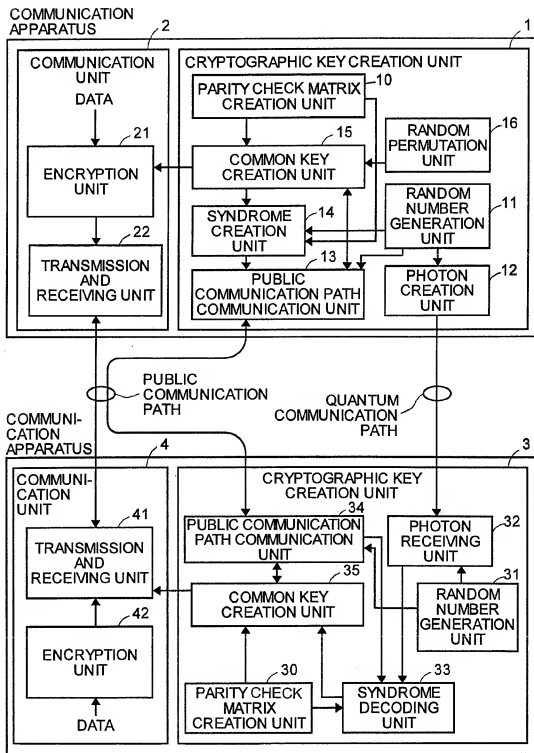 COMMUNICATION
APPARATUS
2
1
COMMUNICATION
UNIT
DATA
21
ENCRYPTION
UNIT
22
TRANSMISSION
AND
RECEIVING UNIT
CRYPTOGRAPHIC KEY CREATION UNIT
10
PARITY CHECK MATRIX
CREATION UNIT
15
COMMON KEY
CREATION UNIT
16
RANDOM
PERMUTATION
UNIT
14
SYNDROME
CREATION
UNIT
11
RANDOM
NUMBER
GENERATION
UNIT
13
PUBLIC
COMMUNICATION PATH
COMMUNICATION UNIT
12
PHOTON
CREATION
UNIT
PUBLIC
COMMUNICATION
PATH
QUANTUM
COMMUNICATION
PATH
COMMUNI-
CATION
APPARATUS
4
3
COMMUNI-
CATION
UNIT
41
TRANSMISSION
AND
RECEIVING UNIT
42
ENCRYPTION
UNIT
DATA
CRYPTOGRAPHIC KEY
CREATION UNIT
34
PUBLIC COMMUNICATION
PATH COMMUNICATION
UNIT
32
PHOTON
RECEIVING
UNIT
35
COMMON KEY
CREATION UNIT
31
RANDOM
NUMBER
GENERATION
UNIT
30
PARITY CHECK
MATRIX
CREATION UNIT
33
SYNDROME
DECODING
UNIT